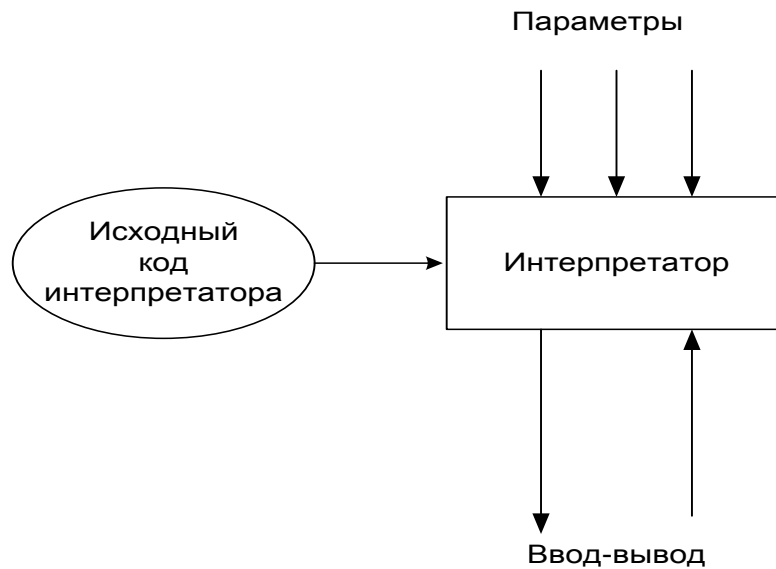 Параметры
Исходный
код
интерпретатора
Интерпретатор
Ввод-вывод